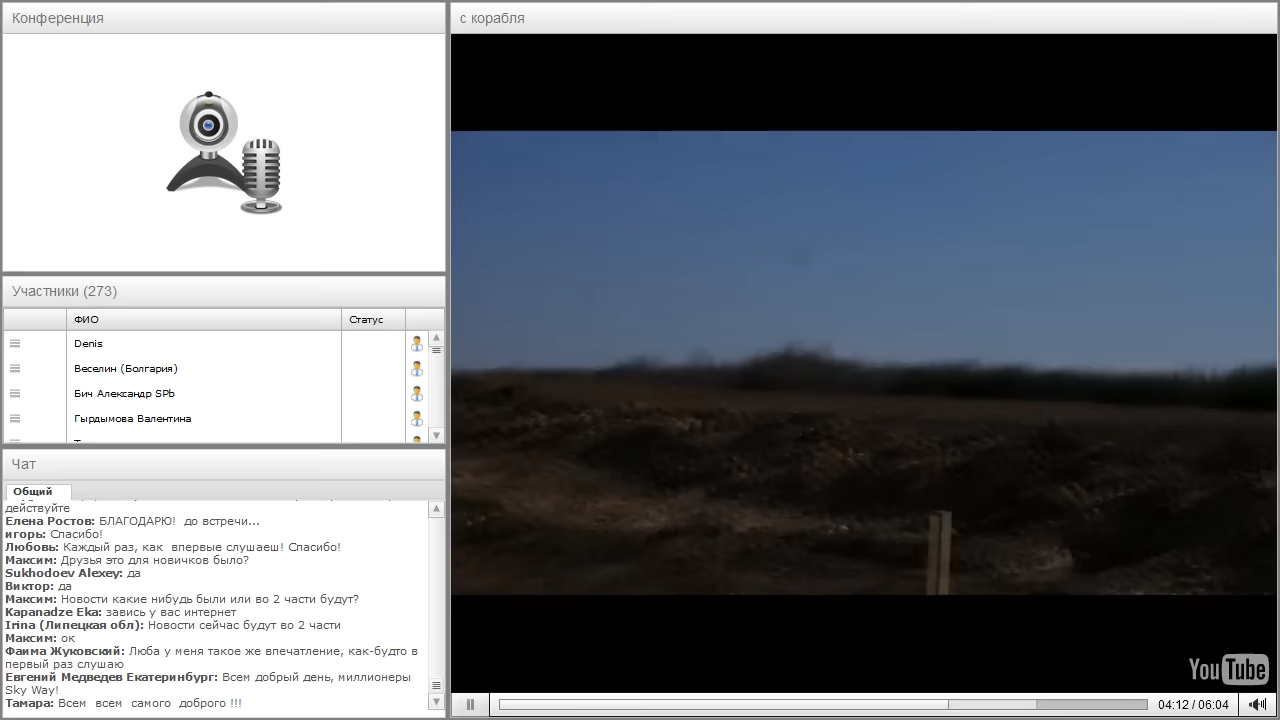 Конференция
с корабля
Участники (273)
ФИО
Статус
Denis
Веселин (Болгария)
Бич Александр SPb
Гырдымова Валентина
Чат
Общий
действуйте
Елена Ростов: БЛАГОДАРЮ! до встречи...
игорь: Спасибо!
Любовь: Каждый раз, как впервые слушаеш! Спасибо!
Максим: Друзья это для новичков было?
Sukhodoev Alexey: да
Виктор: да
Максим: Новости какие нибудь были или во 2 части будут?
Kapanadze Eka: завись у вас интернет
Irina (Липецкая обл): Новости сейчас будут во 2 части
Максим: ок
Фаима Жуковский: Люба у меня такое же впечатление, как-будто в
первый раз слушаю
Евгений Медведев Екатеринбург: Всем добрый день, миллионеры
Sky Way!
Тамара: Всем всем самого доброго !!!
YouTube
04:12 / 06:04